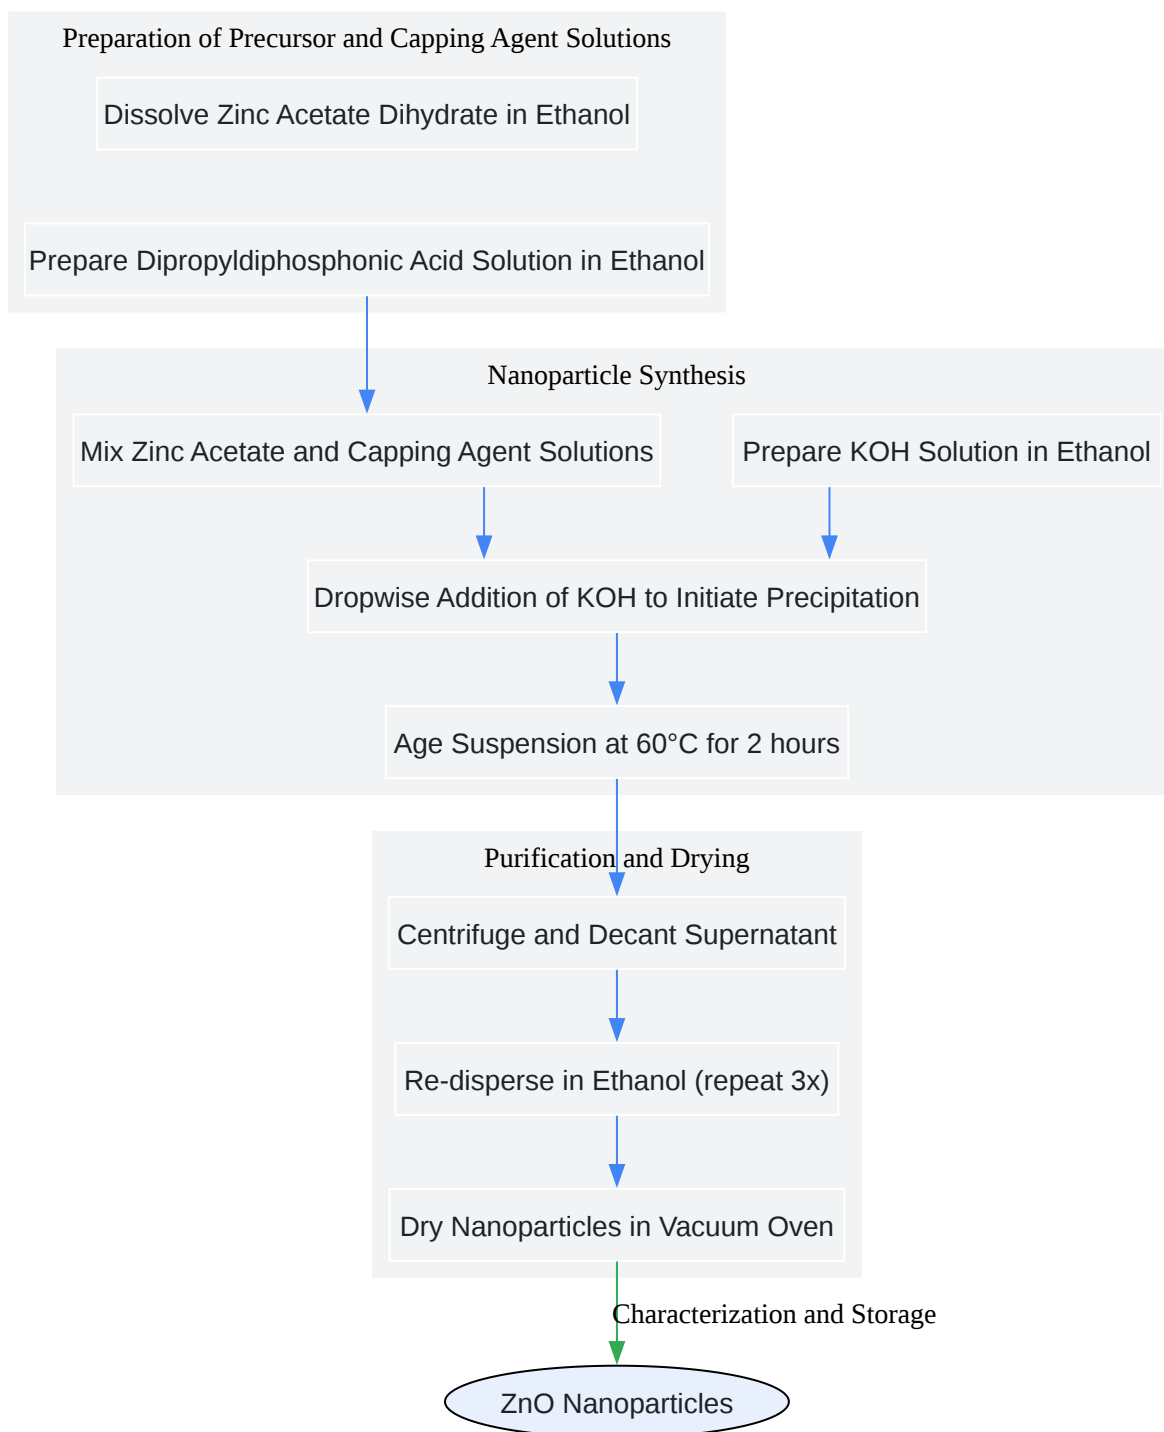 Preparation of Precursor and Capping Agent Solutions
Dissolve Zinc Acetate Dihydrate in Ethanol
Prepare Dipropyldiphosphonic Acid Solution in Ethanol
Nanoparticle Synthesis
Mix Zinc Acetate and Capping Agent Solutions
Prepare KOH Solution in Ethanol
Dropwise Addition of KOH to Initiate Precipitation
Age Suspension at 60°C for 2 hours
Purification and Drying
Centrifuge and Decant Supernatant
Re-disperse in Ethanol (repeat 3x)
Dry Nanoparticles in Vacuum Oven
Characterization and Storage
ZnO Nanoparticles